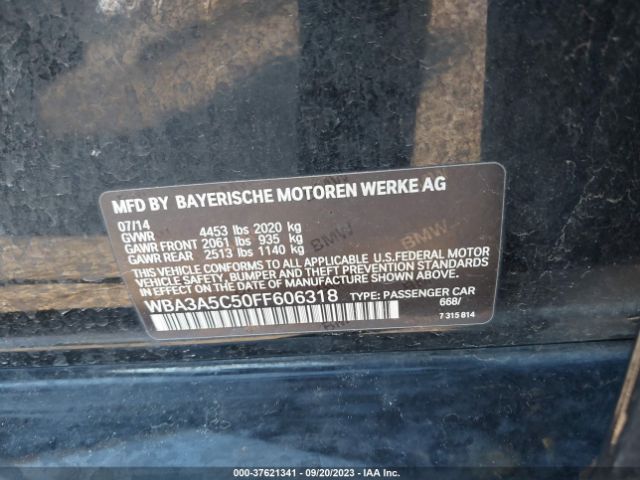 MFD BY BAYERISCHE MOTOREN WERKE AG
07/14
GVWR 4453 lbs 2020 kg
GAWR FRONT 2061 lbs 935 kg
GAWR REAR 2513 lbs 1140 kg
THIS VEHICLE CONFORMS TO ALL APPLICABLE U.S.FEDERAL MOTOR
VEHICLE SAFETY, BUMPER, AND THEFT PREVENTION STANDARDS
IN EFFECT ON THE DATE OF MANUFACTURE SHOWN ABOVE.
WBA3A5C50FF606318 TYPE: PASSENGER CAR
668/
7 315 814
BMW
BMW
BMW
000-37621341 - 09/20/2023 - IAA Inc.